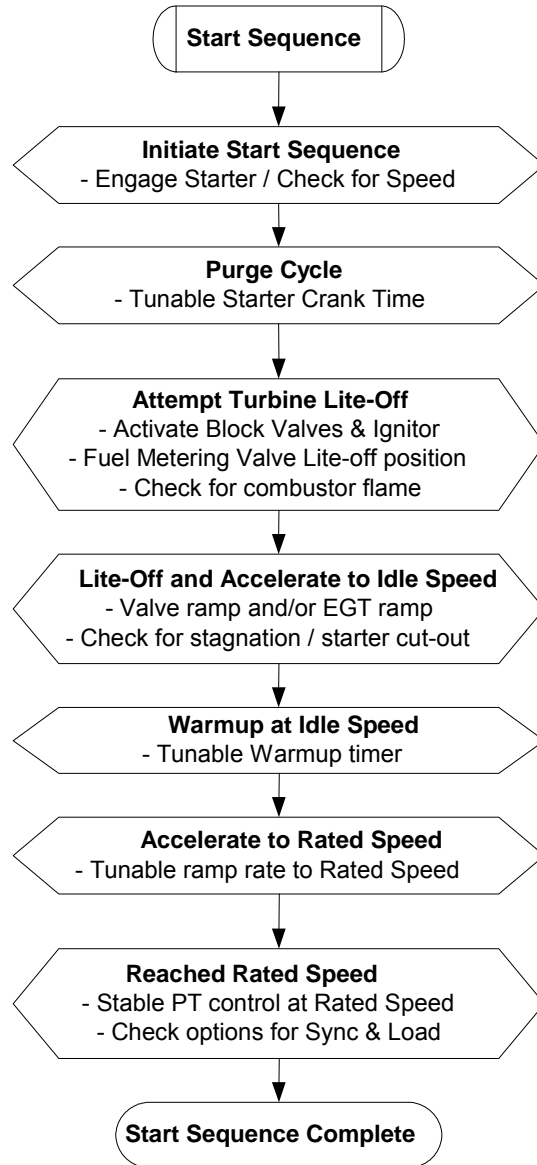 Start Sequence
Initiate Start Sequence
- Engage Starter / Check for Speed
Purge Cycle
- Tunable Starter Crank Time
Attempt Turbine Lite-Off
- Activate Block Valves & Ignitor
- Fuel Metering Valve Lite-off position
- Check for combustor flame
Lite-Off and Accelerate to Idle Speed
- Valve ramp and/or EGT ramp
- Check for stagnation / starter cut-out
Warmup at Idle Speed
- Tunable Warmup timer
Accelerate to Rated Speed
- Tunable ramp rate to Rated Speed
Reached Rated Speed
- Stable PT control at Rated Speed
- Check options for Sync & Load
Start Sequence Complete